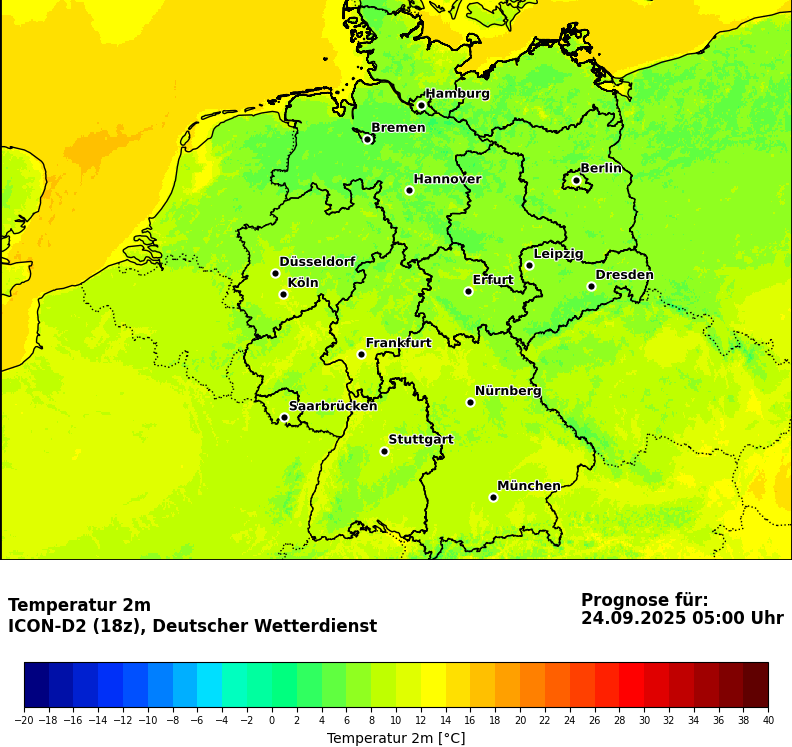 Hamburg
Bremen
Berlin
Hannover
Leipzig
Düsseldorf
Dresden
Köln
Erfurt
Frankfurt
Nürnberg
Saarbrücken
Stuttgart
München
Temperatur 2m
ICON-D2 (18z), Deutscher Wetterdienst
Prognose für:
24.09.2025 05:00 Uhr
−20 −18 −16 −14 −12 −10 −8 −6 −4 −2 0 2 4 6 8 10 12 14 16 18 20 22 24 26 28 30 32 34 36 38 40
Temperatur 2m [°C]